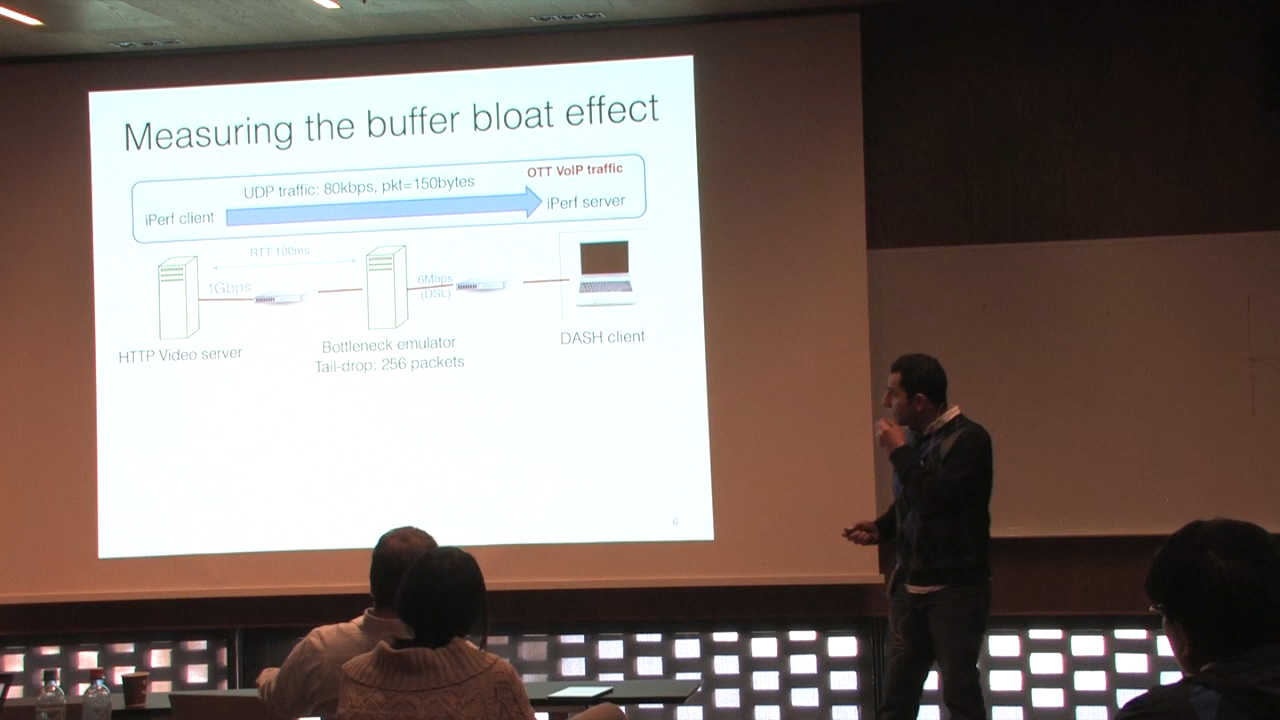 Measuring the buffer bloat effect
OTT VoIP traffic
UDP traffic: 80kbps, pkt=150bytes
iPerf client
iPerf server
RTT 100ms
1Gbps
6Mbps
(DSL)
HTTP Video server
Bottleneck emulator
Tail-drop: 256 packets
DASH client
6